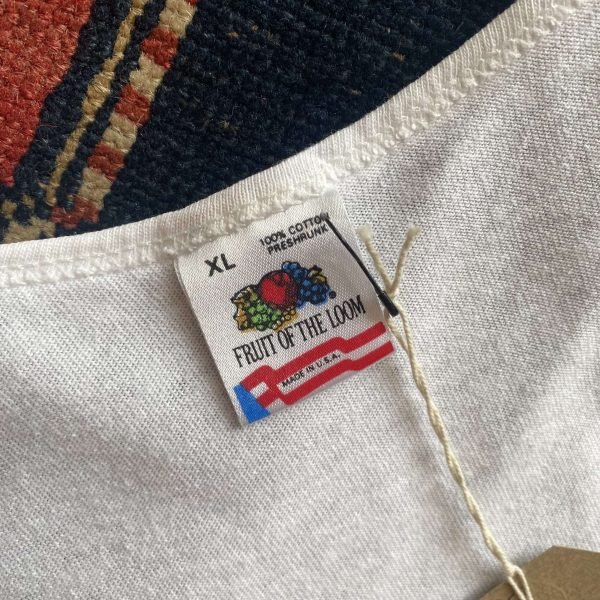 XL
100% COTTON
PRESHRUNK
FRUIT OF THE LOOM
MADE IN U.S.A.